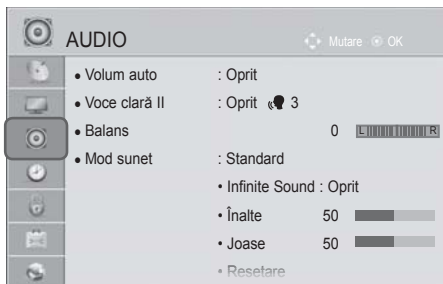 AUDIO
Mutare OK
• Volum auto : Oprit
• Voce clară II : Oprit 3
• Balans 0 L R
• Mod sunet : Standard
• Infinite Sound : Oprit
• Înalte 50
• Joase 50
• Resetare